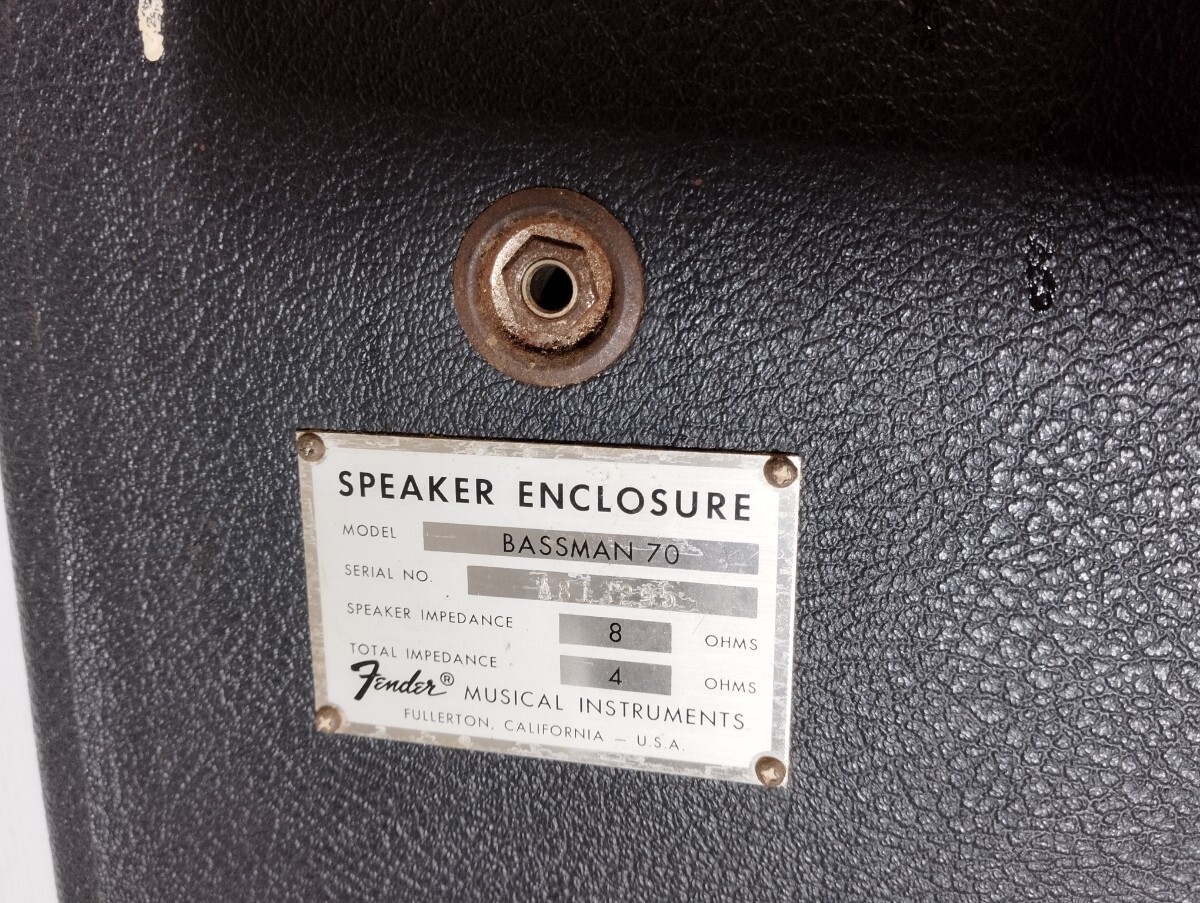 SPEAKER ENCLOSURE
MODEL BASSMAN 70
SERIAL NO.
SPEAKER IMPEDANCE 8 OHMS
TOTAL IMPEDANCE 4 OHMS
Fender® MUSICAL INSTRUMENTS
FULLERTON, CALIFORNIA — U.S.A.